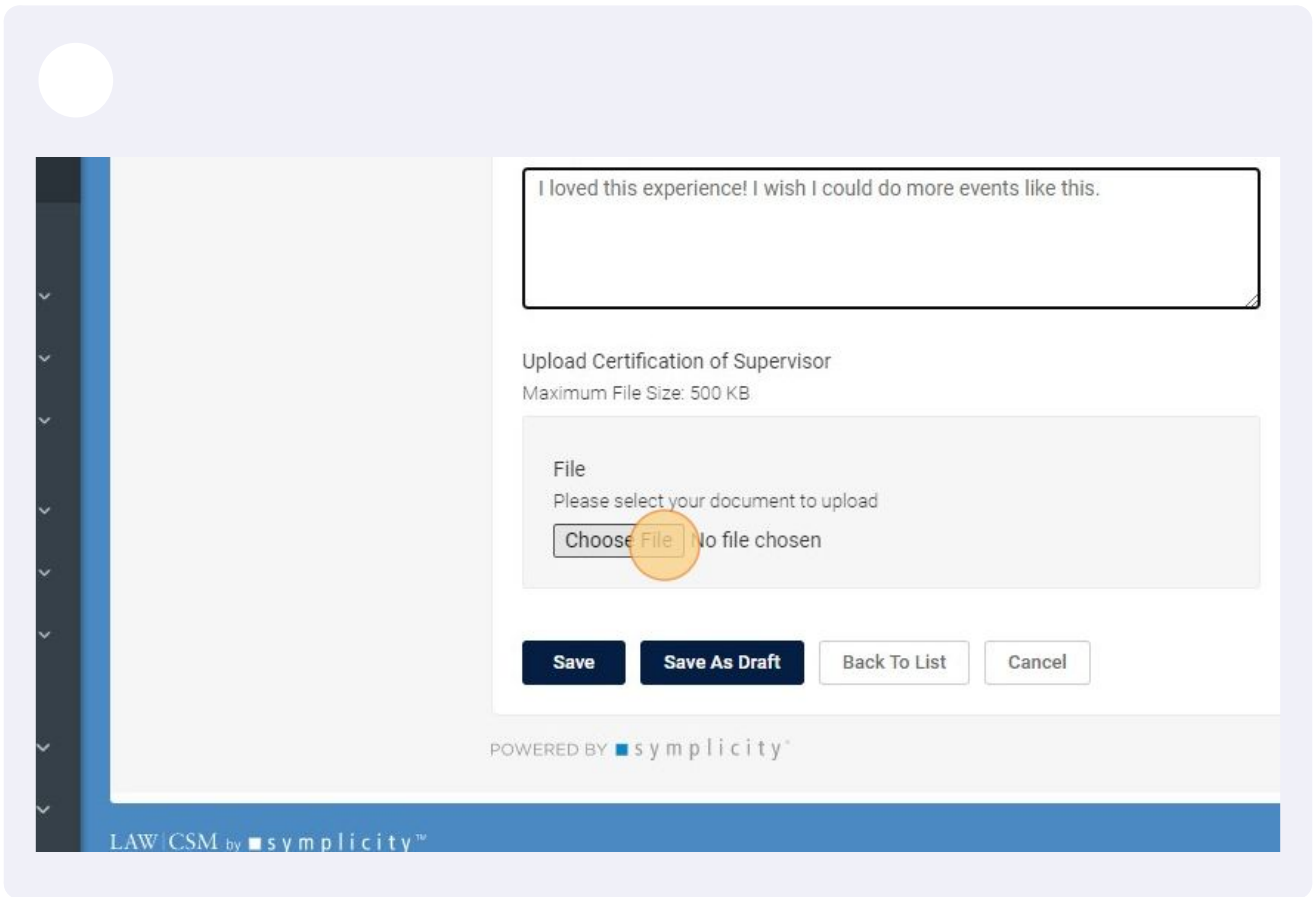 I loved this experience! I wish I could do more events like this.
Upload Certification of Supervisor
Maximum File Size: 500 KB
File
Please select your document to upload
Choose File No file chosen
Save Save As Draft Back To List Cancel
POWERED BY symplicity
LAW|CSM by symplicity™